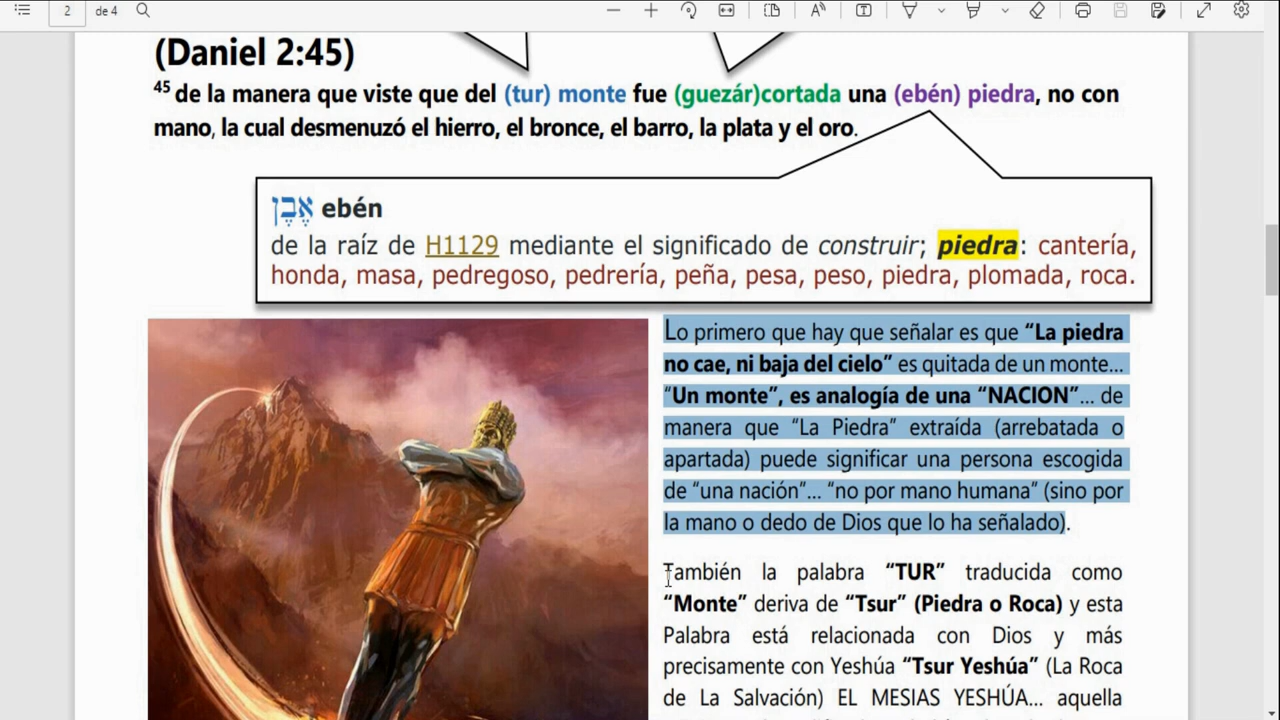 2
de 4
(Daniel 2:45)
45 de la manera que viste que del (tur) monte fue (guezár)cortada una (ebén) piedra, no con
mano, la cual desmenuzó el hierro, el bronce, el barro, la plata y el oro.
אֶבֶן ebén
de la raíz de H1129 mediante el significado de construir; piedra: cantería,
honda, masa, pedregoso, pedrería, peña, pesa, peso, piedra, plomada, roca.
Lo primero que hay que señalar es que “La piedra
no cae, ni baja del cielo” es quitada de un monte...
“Un monte”, es analogía de una “NACION”... de
manera que “La Piedra” extraída (arrebatada o
apartada) puede significar una persona escogida
de “una nación”... “no por mano humana” (sino por
la mano o dedo de Dios que lo ha señalado).
También la palabra “TUR” traducida como
“Monte” deriva de “Tsur” (Piedra o Roca) y esta
Palabra está relacionada con Dios y más
precisamente con Yeshúa “Tsur Yeshúa” (La Roca
de La Salvación) EL MESIAS YESHÚA... aquella